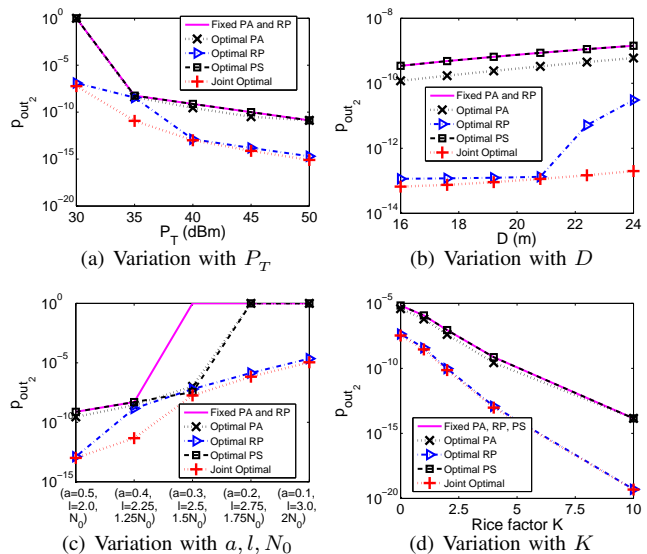 10^0
10^-5
10^-10
10^-15
10^-20
p_out_2
Fixed PA and RP
Optimal PA
Optimal RP
Optimal PS
Joint Optimal
30 35 40 45 50
P_T (dBm)
(a) Variation with P_T
10^-8
10^-10
10^-12
10^-14
p_out_2
Fixed PA and RP
Optimal PA
Optimal RP
Optimal PS
Joint Optimal
16 18 20 22 24
D (m)
(b) Variation with D
10^0
10^-5
10^-10
10^-15
p_out_2
Fixed PA and RP
Optimal PA
Optimal RP
Optimal PS
Joint Optimal
(a=0.5, (a=0.4, (a=0.3, (a=0.2, (a=0.1,
l=2.0, l=2.25, l=2.5, l=2.75, l=3.0,
N_0) 1.25N_0) 1.5N_0) 1.75N_0) 2N_0)
(c) Variation with a, l, N_0
10^-5
10^-10
10^-15
10^-20
p_out_2
Fixed PA, RP, PS
Optimal PA
Optimal RP
Optimal PS
Joint Optimal
0 2.5 5 7.5 10
Rice factor K
(d) Variation with K